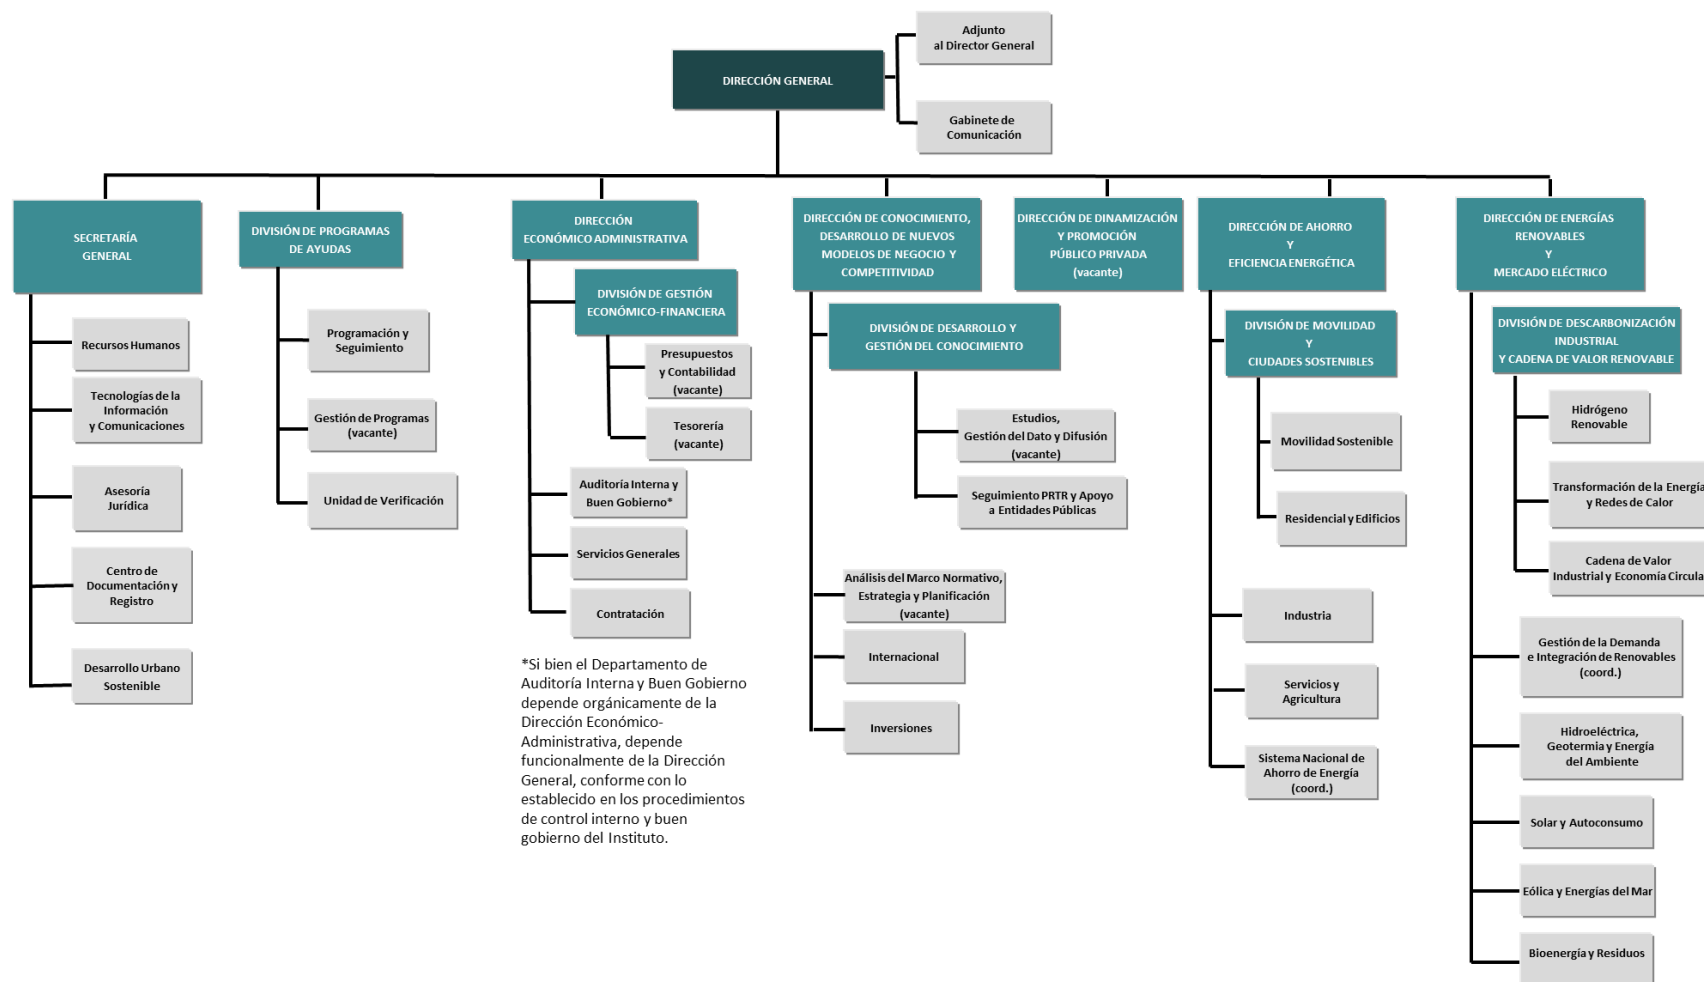 Adjunto
al Director General
DIRECCIÓN GENERAL
Gabinete de
Comunicación
SECRETARÍA
GENERAL
Recursos Humanos
Tecnologías de la
Información
y Comunicaciones
Asesoría
Jurídica
Centro de
Documentación y
Registro
Desarrollo Urbano
Sostenible
DIVISIÓN DE PROGRAMAS
DE AYUDAS
Programación y
Seguimiento
Gestión de Programas
(vacante)
Unidad de Verificación
DIRECCIÓN
ECONÓMICO ADMINISTRATIVA
DIVISIÓN DE GESTIÓN
ECONÓMICO-FINANCIERA
Presupuestos
y Contabilidad
(vacante)
Tesorería
(vacante)
Auditoría Interna y
Buen Gobierno*
Servicios Generales
Contratación
*Si bien el Departamento de
Auditoría Interna y Buen Gobierno
depende orgánicamente de la
Dirección Económico-
Administrativa, depende
funcionalmente de la Dirección
General, conforme con lo
establecido en los procedimientos
de control interno y buen
gobierno del Instituto.
DIRECCIÓN DE CONOCIMIENTO,
DESARROLLO DE NUEVOS
MODELOS DE NEGOCIO Y
COMPETITIVIDAD
DIVISIÓN DE DESARROLLO Y
GESTIÓN DEL CONOCIMIENTO
Estudios,
Gestión del Dato y Difusión
(vacante)
Seguimiento PRTR y Apoyo
a Entidades Públicas
Análisis del Marco Normativo,
Estrategia y Planificación
(vacante)
Internacional
Inversiones
DIRECCIÓN DE DINAMIZACIÓN
Y PROMOCIÓN
PÚBLICO PRIVADA
(vacante)
DIRECCIÓN DE AHORRO
Y
EFICIENCIA ENERGÉTICA
DIVISIÓN DE MOVILIDAD
Y
CIUDADES SOSTENIBLES
Movilidad Sostenible
Residencial y Edificios
Industria
Servicios y
Agricultura
Sistema Nacional de
Ahorro de Energía
(coord.)
DIRECCIÓN DE ENERGÍAS
RENOVABLES
Y
MERCADO ELÉCTRICO
DIVISIÓN DE DESCARBONIZACIÓN
INDUSTRIAL
Y CADENA DE VALOR RENOVABLE
Hidrógeno
Renovable
Transformación de la Energía
y Redes de Calor
Cadena de Valor
Industrial y Economía Circula
Gestión de la Demanda
e Integración de Renovables
(coord.)
Hidroeléctrica,
Geotermia y Energía
del Ambiente
Solar y Autoconsumo
Eólica y Energías del Mar
Bioenergía y Residuos